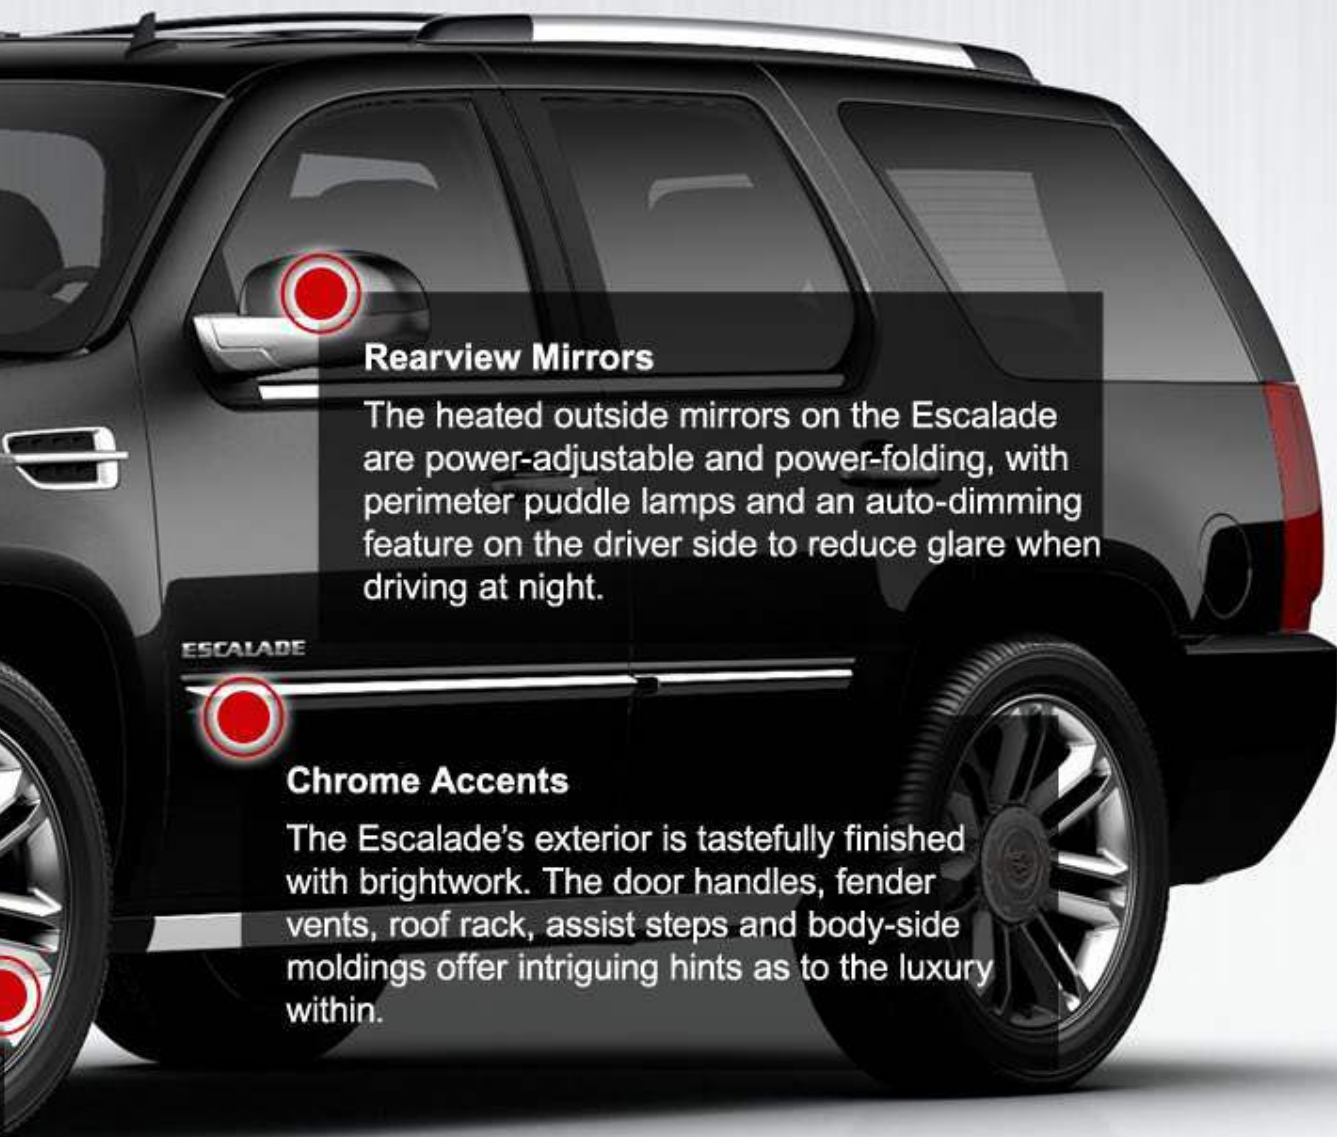 Rearview Mirrors
The heated outside mirrors on the Escalade
are power-adjustable and power-folding, with
perimeter puddle lamps and an auto-dimming
feature on the driver side to reduce glare when
driving at night.
ESCALADE
Chrome Accents
The Escalade’s exterior is tastefully finished
with brightwork. The door handles, fender
vents, roof rack, assist steps and body-side
moldings offer intriguing hints as to the luxury
within.